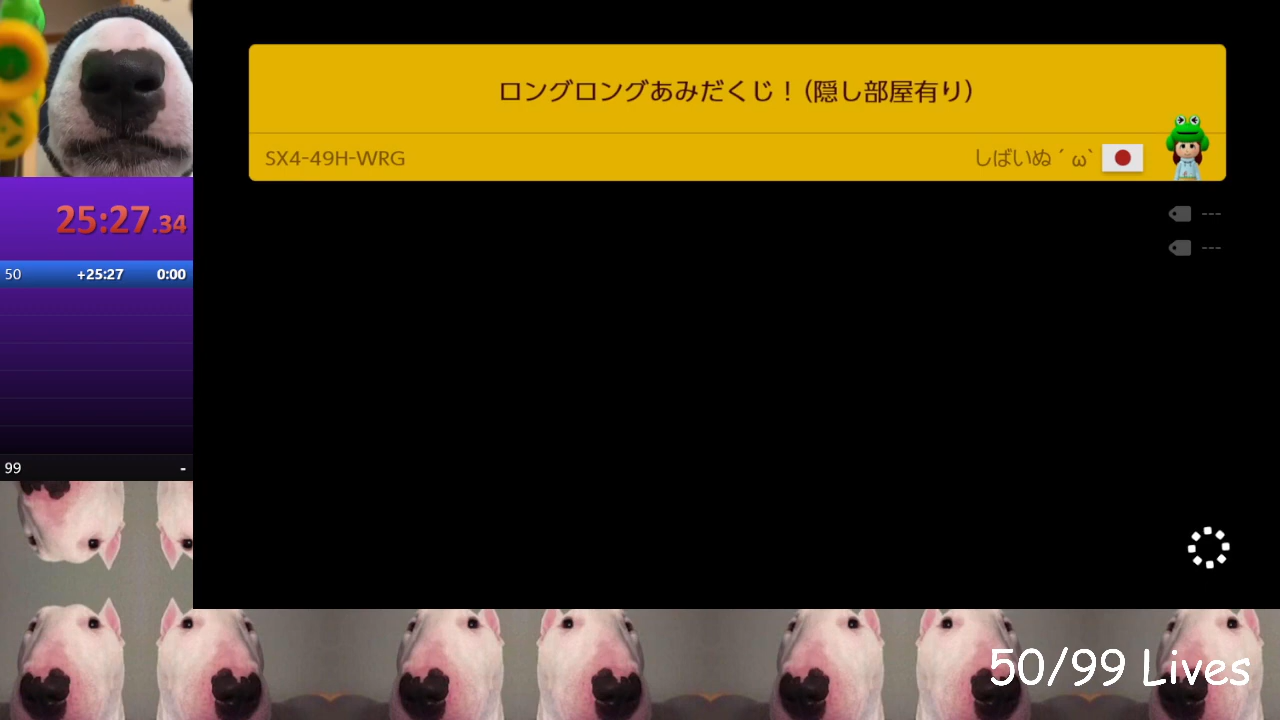 ロングロングあみだくじ！(隠し部屋有り)
SX4-49H-WRG
しばいぬ ´ ω`
---
---
25:27.34
50 +25:27 0:00
99 -
50/99 Lives